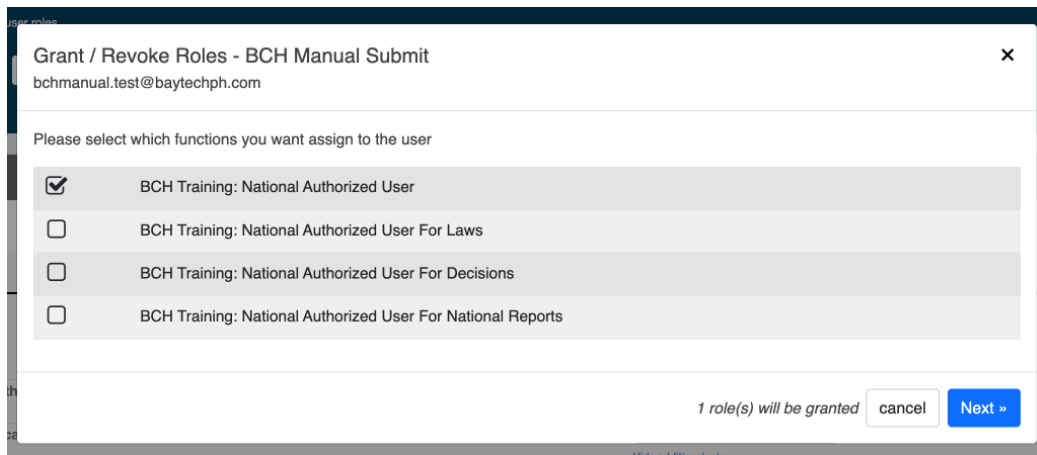 user roles
Grant / Revoke Roles - BCH Manual Submit
bchmanual.test@baytechph.com
Please select which functions you want assign to the user
BCH Training: National Authorized User
BCH Training: National Authorized User For Laws
BCH Training: National Authorized User For Decisions
BCH Training: National Authorized User For National Reports
1 role(s) will be granted
cancel
Next »